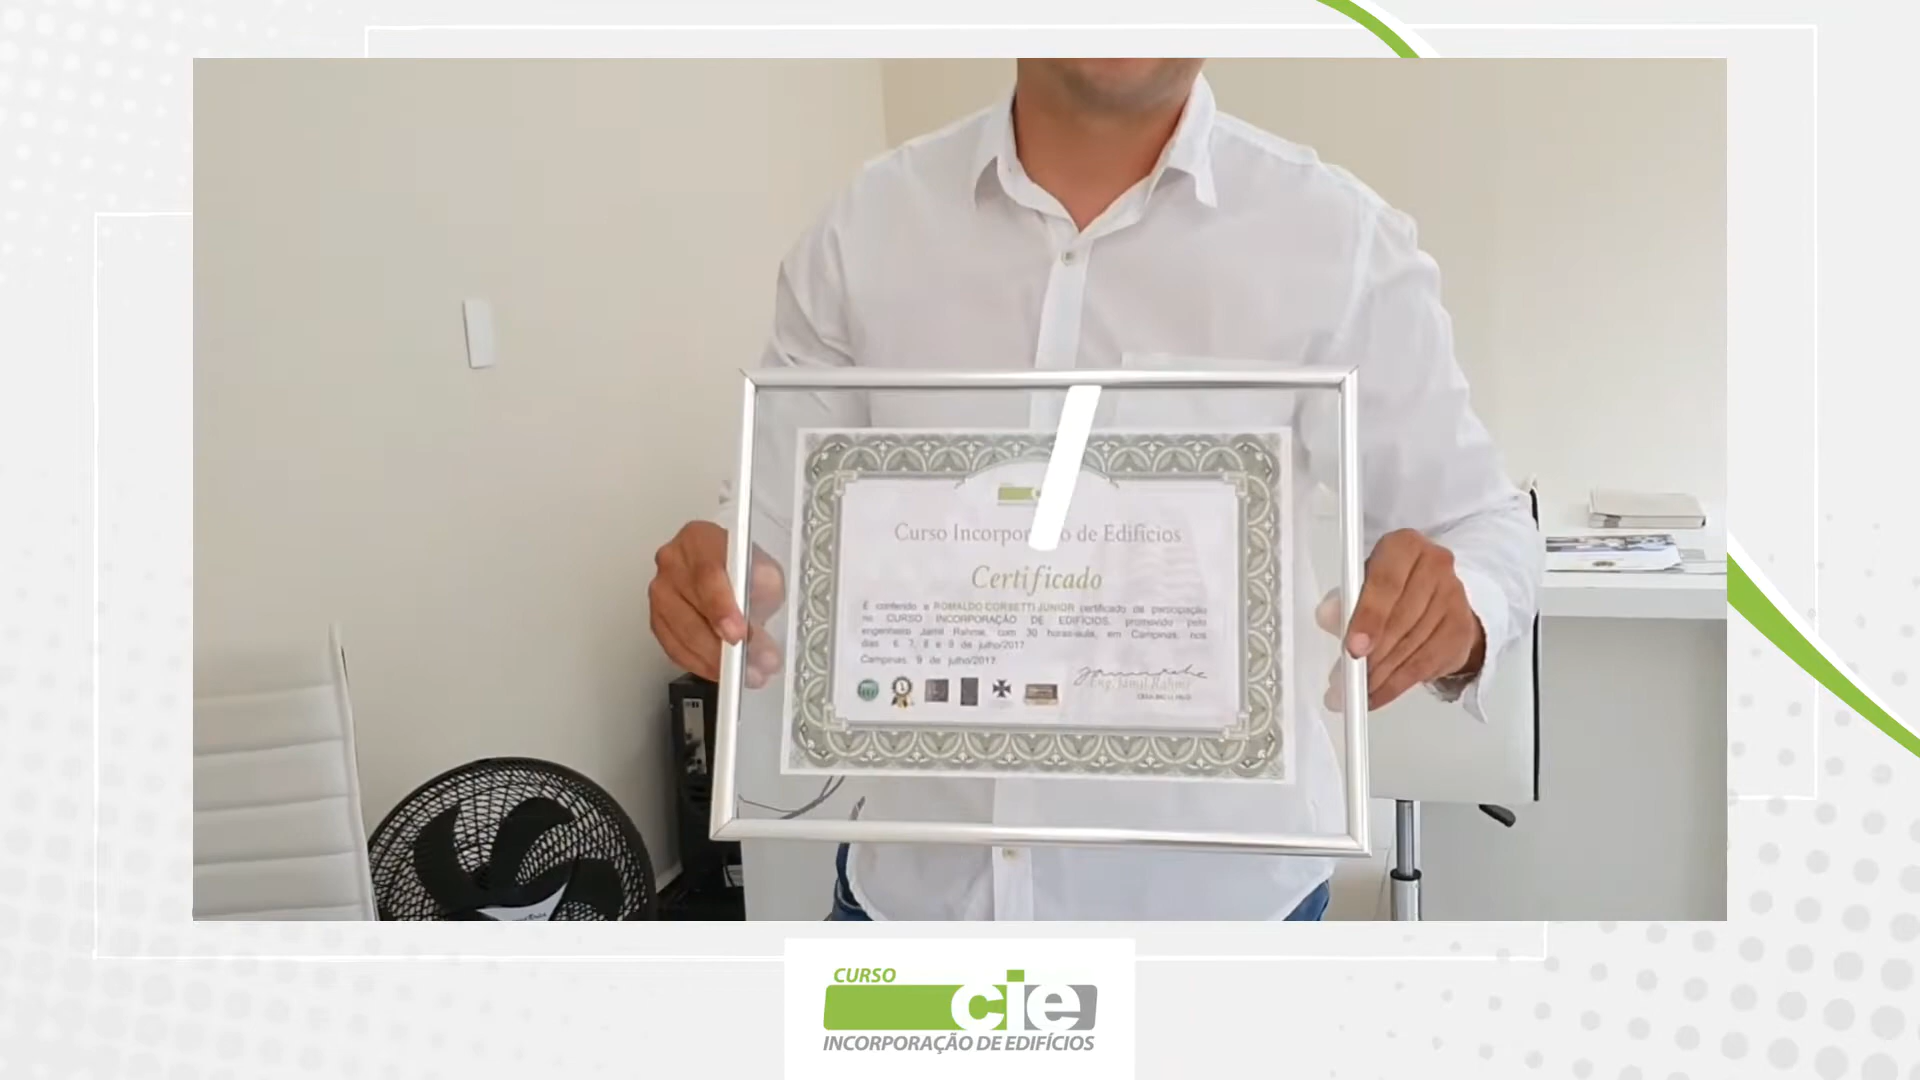 Curso Incorpor o de Edifícios
Certificado
É conferido a ROMALDO CORSETTI JUNIOR certificado de participação
no CURSO INCORPORAÇÃO DE EDIFÍCIOS, promovido pelo
engenheiro Jamil Rahme, com 30 horas-aula, em Campinas, nos
dias 6, 7, 8 e 9 de julho/2017.
Campinas, 9 de julho/2017.
Eng. Jamil Rahme
CURSO
cie
INCORPORAÇÃO DE EDIFÍCIOS